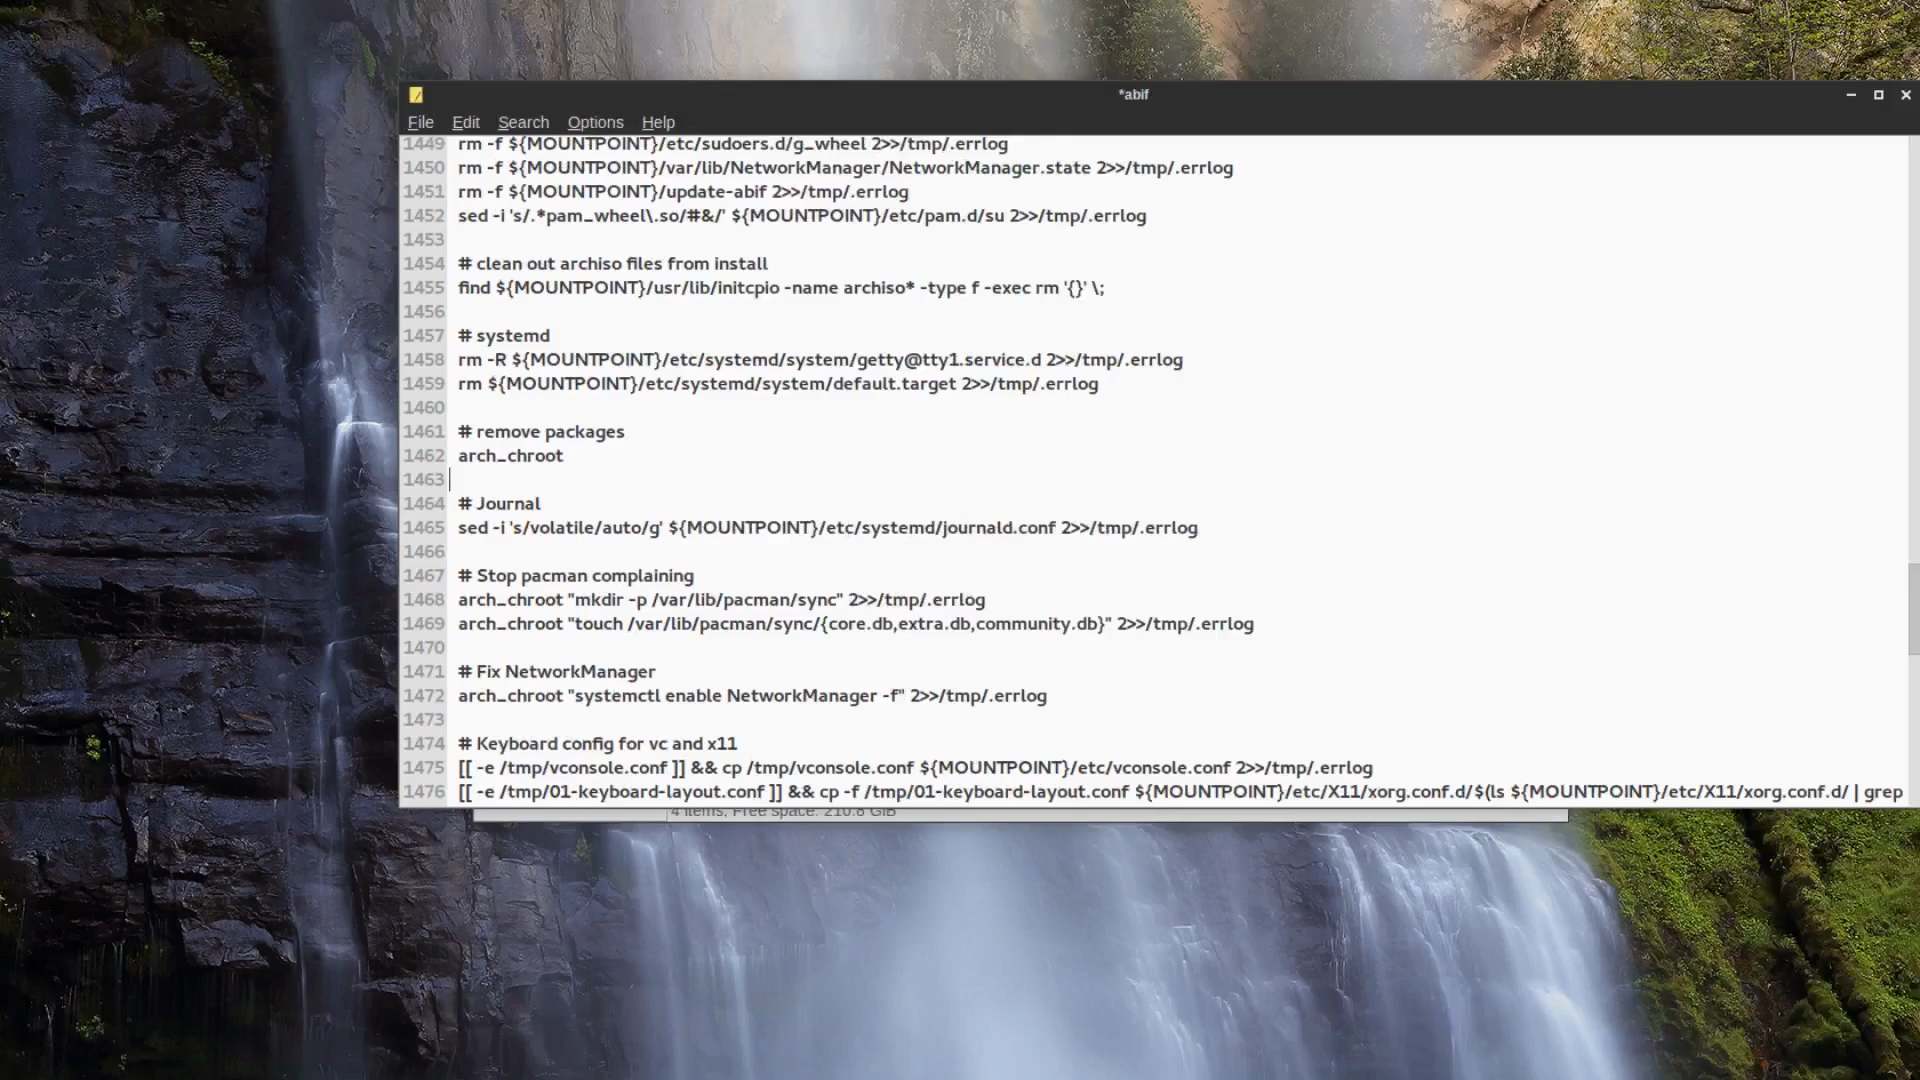 *abif
File Edit Search Options Help
1449 rm -f ${MOUNTPOINT}/etc/sudoers.d/g_wheel 2>>/tmp/.errlog
1450 rm -f ${MOUNTPOINT}/var/lib/NetworkManager/NetworkManager.state 2>>/tmp/.errlog
1451 rm -f ${MOUNTPOINT}/update-abif 2>>/tmp/.errlog
1452 sed -i 's/.*pam_wheel\.so/#&/' ${MOUNTPOINT}/etc/pam.d/su 2>>/tmp/.errlog
1453
1454 # clean out archiso files from install
1455 find ${MOUNTPOINT}/usr/lib/initcpio -name archiso* -type f -exec rm '{}' \;
1456
1457 # systemd
1458 rm -R ${MOUNTPOINT}/etc/systemd/system/getty@tty1.service.d 2>>/tmp/.errlog
1459 rm ${MOUNTPOINT}/etc/systemd/system/default.target 2>>/tmp/.errlog
1460
1461 # remove packages
1462 arch_chroot
1463
1464 # Journal
1465 sed -i 's/volatile/auto/g' ${MOUNTPOINT}/etc/systemd/journald.conf 2>>/tmp/.errlog
1466
1467 # Stop pacman complaining
1468 arch_chroot "mkdir -p /var/lib/pacman/sync" 2>>/tmp/.errlog
1469 arch_chroot "touch /var/lib/pacman/sync/{core.db,extra.db,community.db}" 2>>/tmp/.errlog
1470
1471 # Fix NetworkManager
1472 arch_chroot "systemctl enable NetworkManager -f" 2>>/tmp/.errlog
1473
1474 # Keyboard config for vc and x11
1475 [[ -e /tmp/vconsole.conf ]] && cp /tmp/vconsole.conf ${MOUNTPOINT}/etc/vconsole.conf 2>>/tmp/.errlog
1476 [[ -e /tmp/01-keyboard-layout.conf ]] && cp -f /tmp/01-keyboard-layout.conf ${MOUNTPOINT}/etc/X11/xorg.conf.d/$(ls ${MOUNTPOINT}/etc/X11/xorg.conf.d/ | grep
4 items, Free space: 210.8 GiB